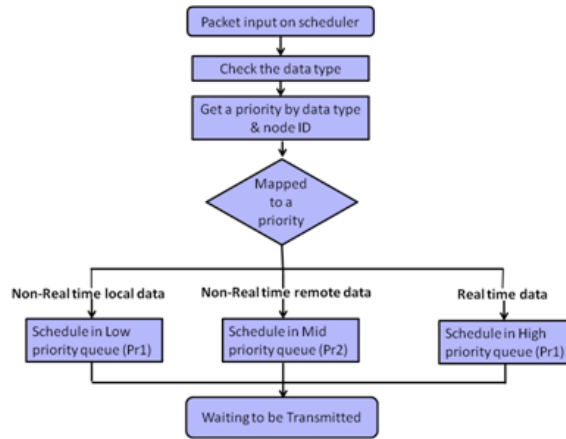 Packet input on scheduler
Check the data type
Get a priority by data type
& node ID
Mapped
to a
priority
Non-Real time local data
Non-Real time remote data
Real time data
Schedule in Low
priority queue (Pr1)
Schedule in Mid
priority queue (Pr2)
Schedule in High
priority queue (Pr1)
Waiting to be Transmitted